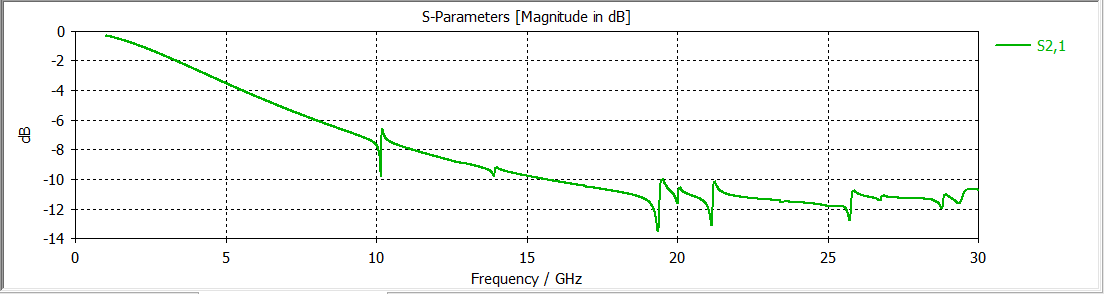 S-Parameters [Magnitude in dB]
0
-2
-4
-6
-8
-10
-12
-14
dB
0 5 10 15 20 25 30
Frequency / GHz
S2,1